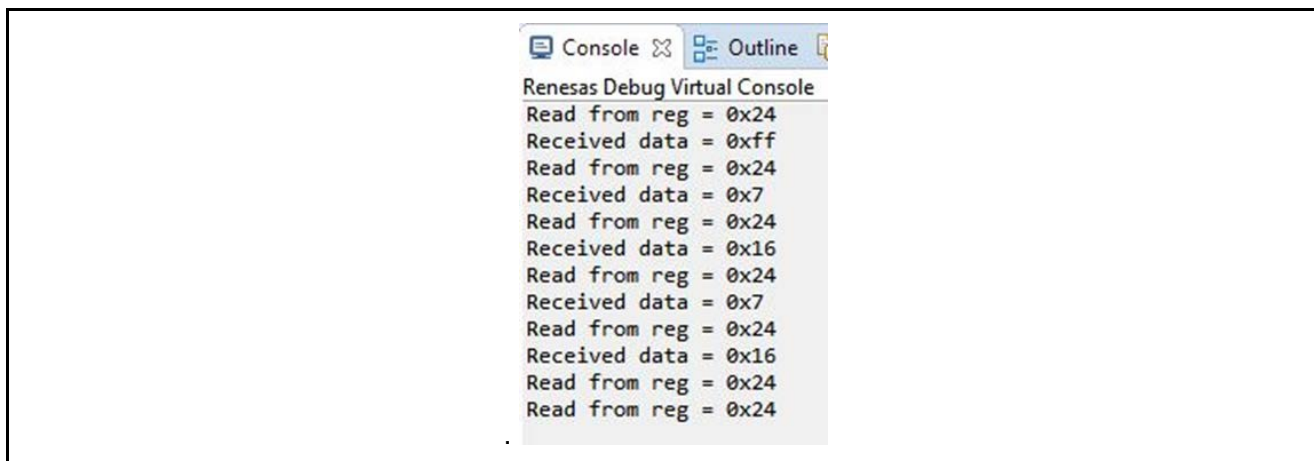 Console Outline
Renesas Debug Virtual Console
Read from reg = 0x24
Received data = 0xff
Read from reg = 0x24
Received data = 0x7
Read from reg = 0x24
Received data = 0x16
Read from reg = 0x24
Received data = 0x7
Read from reg = 0x24
Received data = 0x16
Read from reg = 0x24
Read from reg = 0x24
.